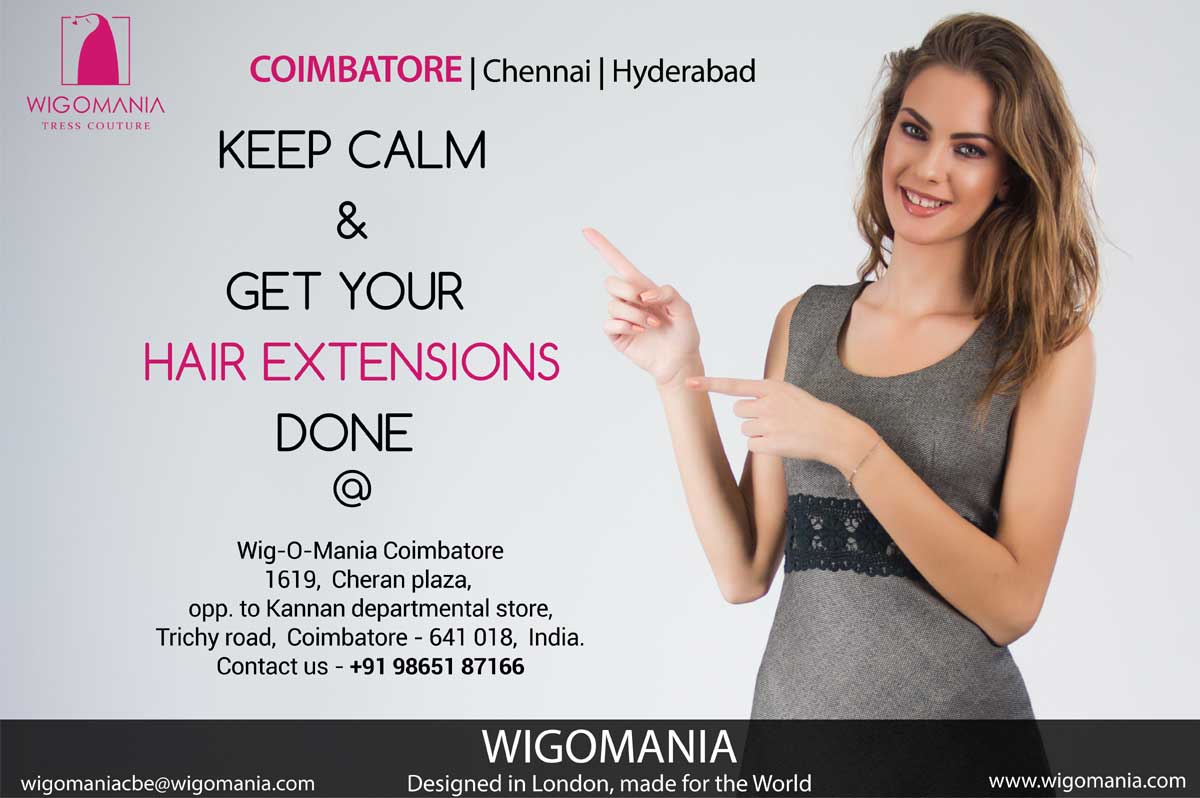 WIGOMANIA
TRESS COUTURE
COIMBATORE | Chennai | Hyderabad
KEEP CALM
&
GET YOUR
HAIR EXTENSIONS
DONE
@
Wig-O-Mania Coimbatore
1619, Cheran plaza,
opp. to Kannan departmental store,
Trichy road, Coimbatore - 641 018, India.
Contact us - +91 98651 87166
WIGOMANIA
wigomaniacbe@wigomania.com Designed in London, made for the World www.wigomania.com